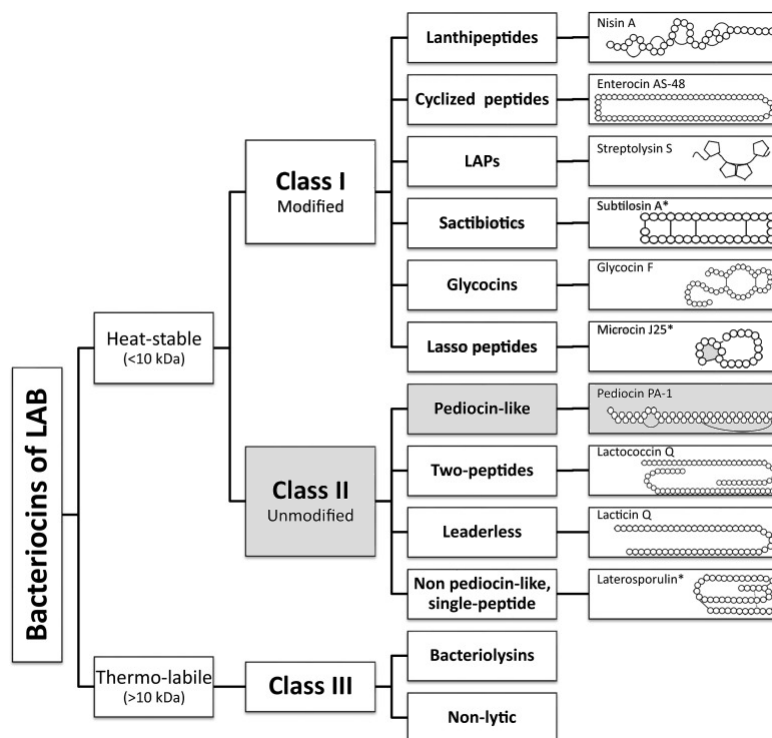 Bacteriocins of LAB
Heat-stable
(<10 kDa)
Class I
Modified
Lanthipeptides
Nisin A
Cyclized peptides
Enterocin AS-48
LAPs
Streptolysin S
Sactibiotics
Subtilosin A*
Glycocins
Glycocin F
Lasso peptides
Microcin J25*
Class II
Unmodified
Pediocin-like
Pediocin PA-1
Two-peptides
Lactococcin Q
Leaderless
Lacticin Q
Non pediocin-like,
single-peptide
Laterosporulin*
Thermo-labile
(>10 kDa)
Class III
Bacteriolysins
Non-lytic